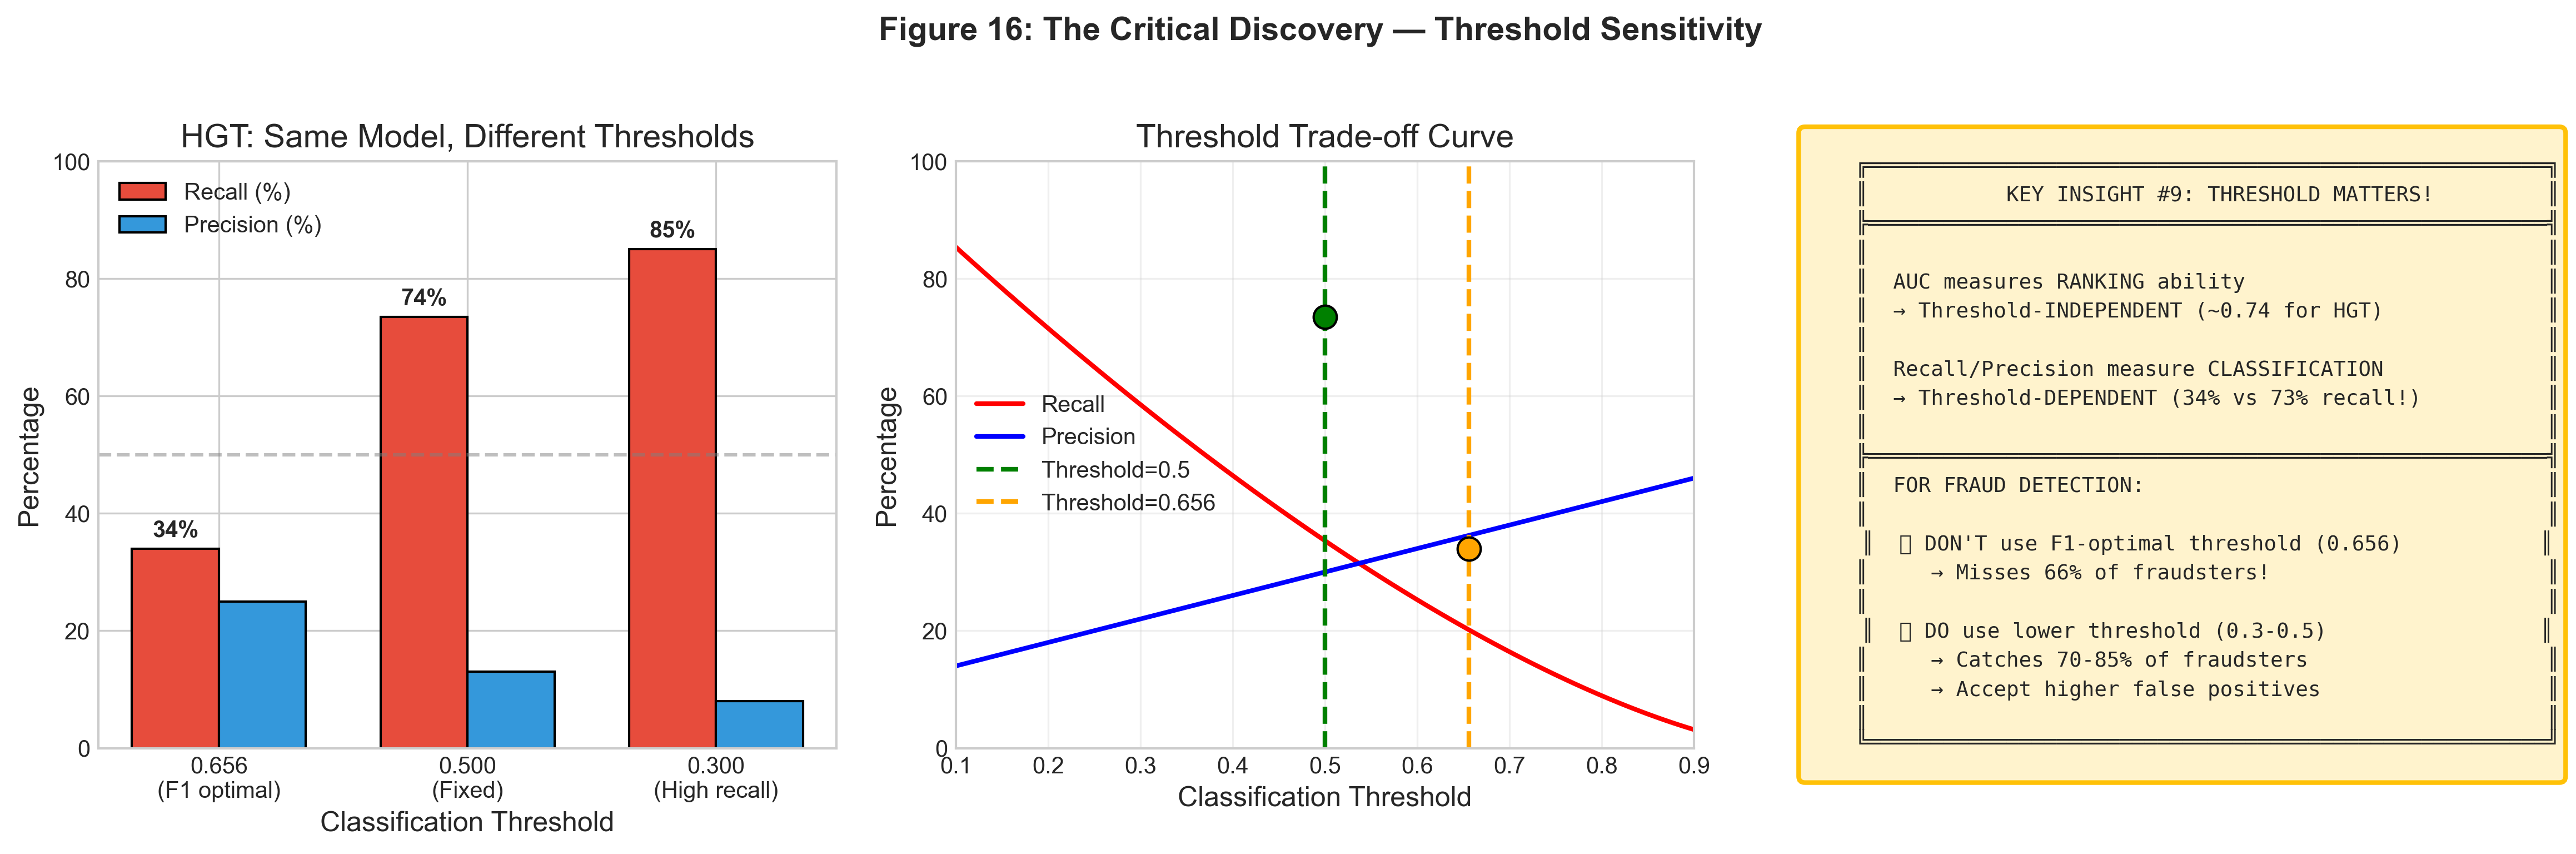 Figure 16: The Critical Discovery — Threshold Sensitivity
HGT: Same Model, Different Thresholds
Percentage
100
80
60
40
20
0
Recall (%)
Precision (%)
34%
74%
85%
0.656
(F1 optimal)
0.500
(Fixed)
0.300
(High recall)
Classification Threshold
Threshold Trade-off Curve
Percentage
100
80
60
40
20
0
Recall
Precision
Threshold=0.5
Threshold=0.656
0.1 0.2 0.3 0.4 0.5 0.6 0.7 0.8 0.9
Classification Threshold
KEY INSIGHT #9: THRESHOLD MATTERS!
AUC measures RANKING ability
→ Threshold-INDEPENDENT (~0.74 for HGT)
Recall/Precision measure CLASSIFICATION
→ Threshold-DEPENDENT (34% vs 73% recall!)
FOR FRAUD DETECTION:
DON'T use F1-optimal threshold (0.656)
→ Misses 66% of fraudsters!
DO use lower threshold (0.3-0.5)
→ Catches 70-85% of fraudsters
→ Accept higher false positives